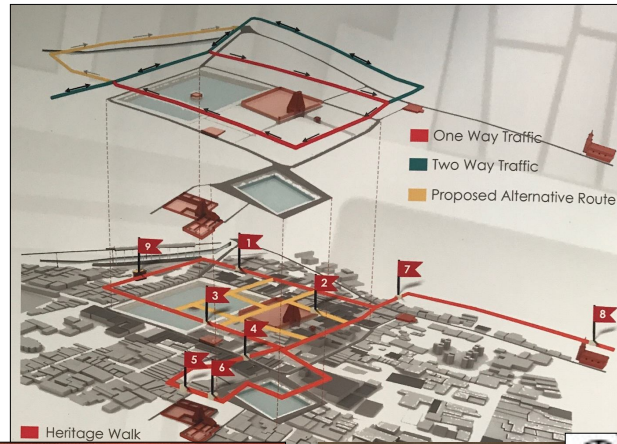 One Way Traffic
Two Way Traffic
Proposed Alternative Route
9
1
7
2
3
8
4
5
6
Heritage Walk